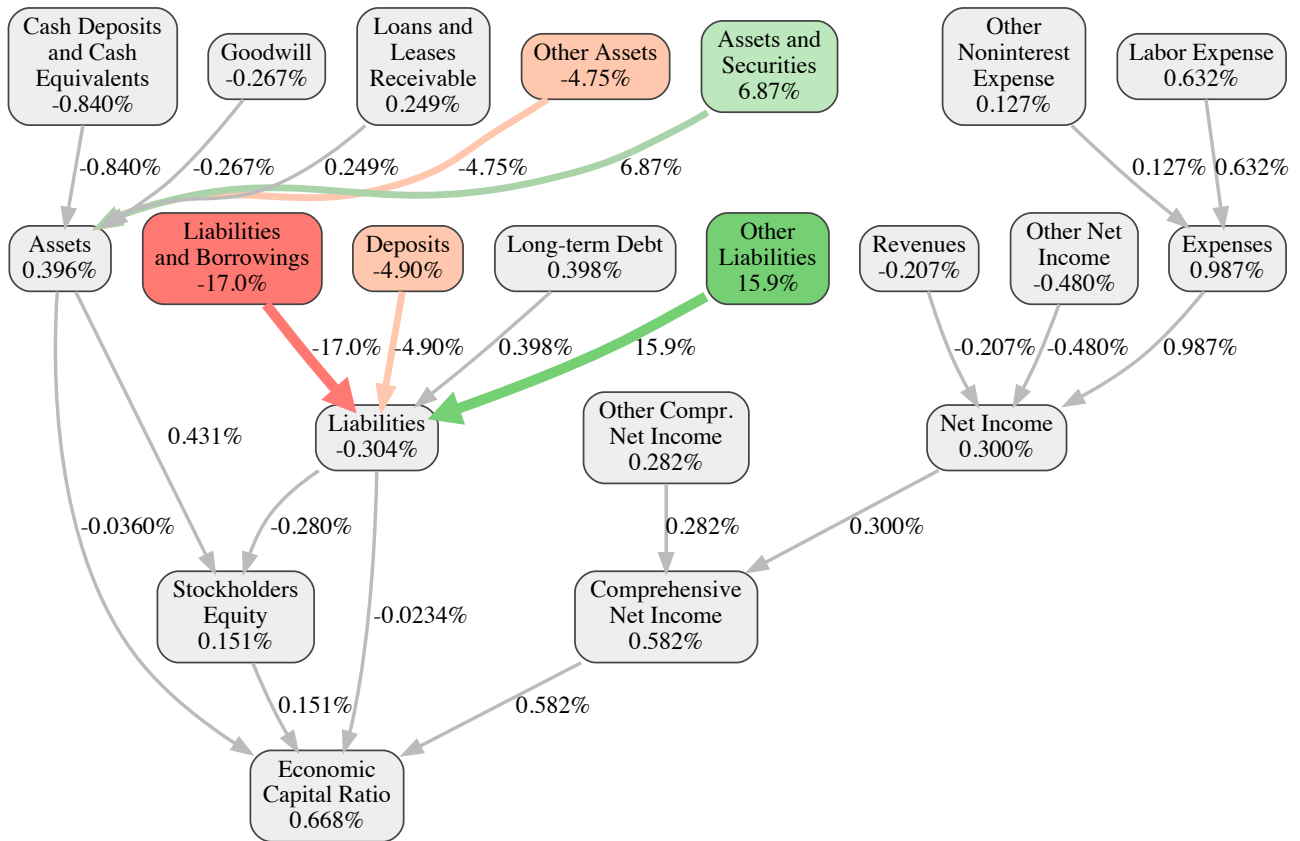 Cash Deposits
and Cash
Equivalents
-0.840%
Goodwill
-0.267%
Loans and
Leases
Receivable
0.249%
Other Assets
-4.75%
Assets and
Securities
6.87%
Other
Noninterest
Expense
0.127%
Labor Expense
0.632%
-0.840%
-0.267%
0.249%
-4.75%
6.87%
0.127%
0.632%
Assets
0.396%
Liabilities
and Borrowings
-17.0%
Deposits
-4.90%
Long-term Debt
0.398%
Other
Liabilities
15.9%
Revenues
-0.207%
Other Net
Income
-0.480%
Expenses
0.987%
-17.0%
-4.90%
0.398%
15.9%
-0.207%
-0.480%
0.987%
0.431%
Liabilities
-0.304%
Other Compr.
Net Income
0.282%
Net Income
0.300%
-0.0360%
-0.280%
0.282%
0.300%
Stockholders
Equity
0.151%
-0.0234%
Comprehensive
Net Income
0.582%
0.151%
0.582%
Economic
Capital Ratio
0.668%